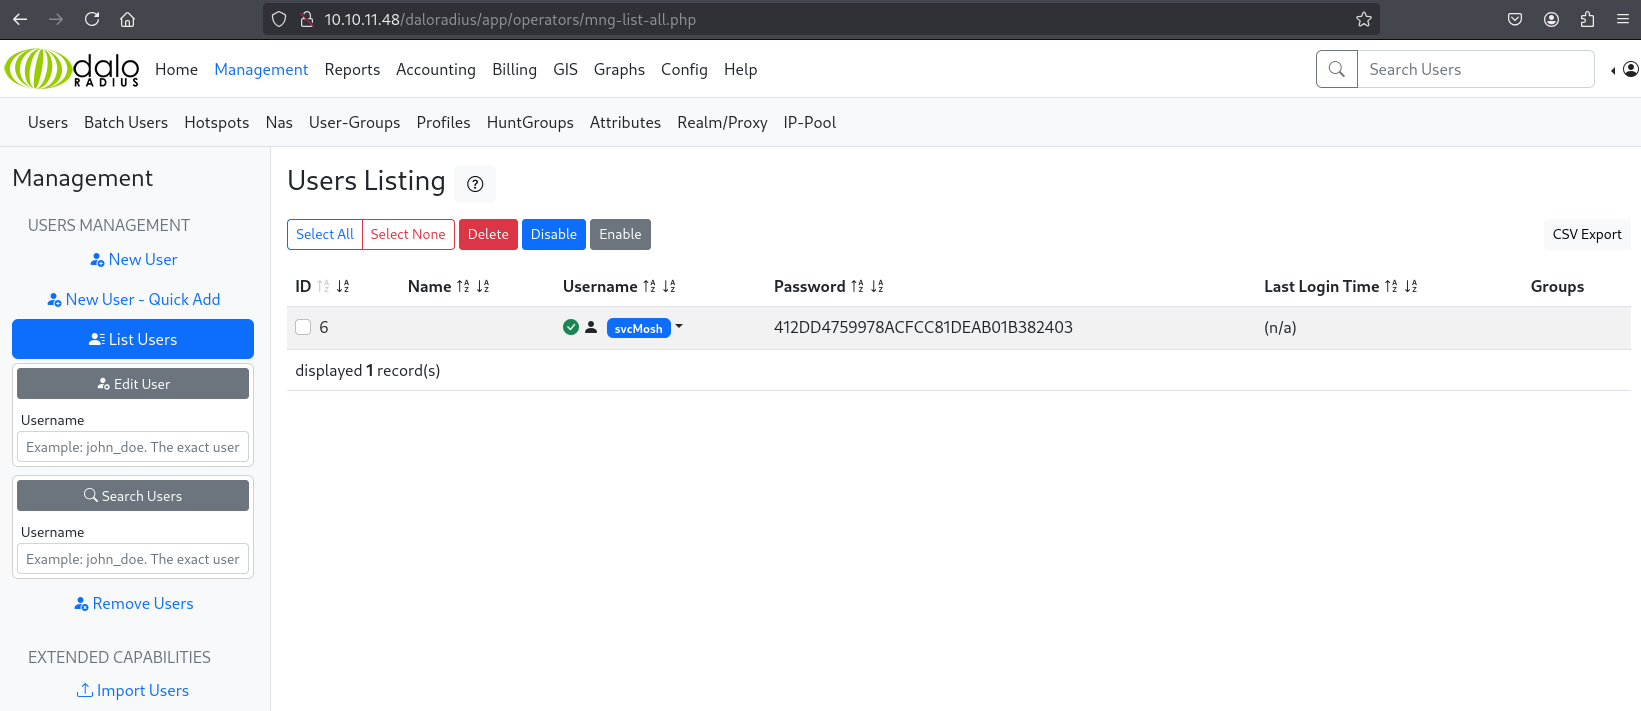 10.10.11.48/daloradius/app/operators/mng-list-all.php
dalo
RADIUS
Home Management Reports Accounting Billing GIS Graphs Config Help
Search Users
Users Batch Users Hotspots Nas User-Groups Profiles HuntGroups Attributes Realm/Proxy IP-Pool
Management
USERS MANAGEMENT
New User
New User - Quick Add
List Users
Edit User
Username
Example: john_doe. The exact user
Search Users
Username
Example: john_doe. The exact user
Remove Users
EXTENDED CAPABILITIES
Import Users
Users Listing
Select All Select None Delete Disable Enable CSV Export
ID Name Username Password Last Login Time Groups
6 svcMosh 412DD4759978ACFCC81DEAB01B382403 (n/a)
displayed 1 record(s)